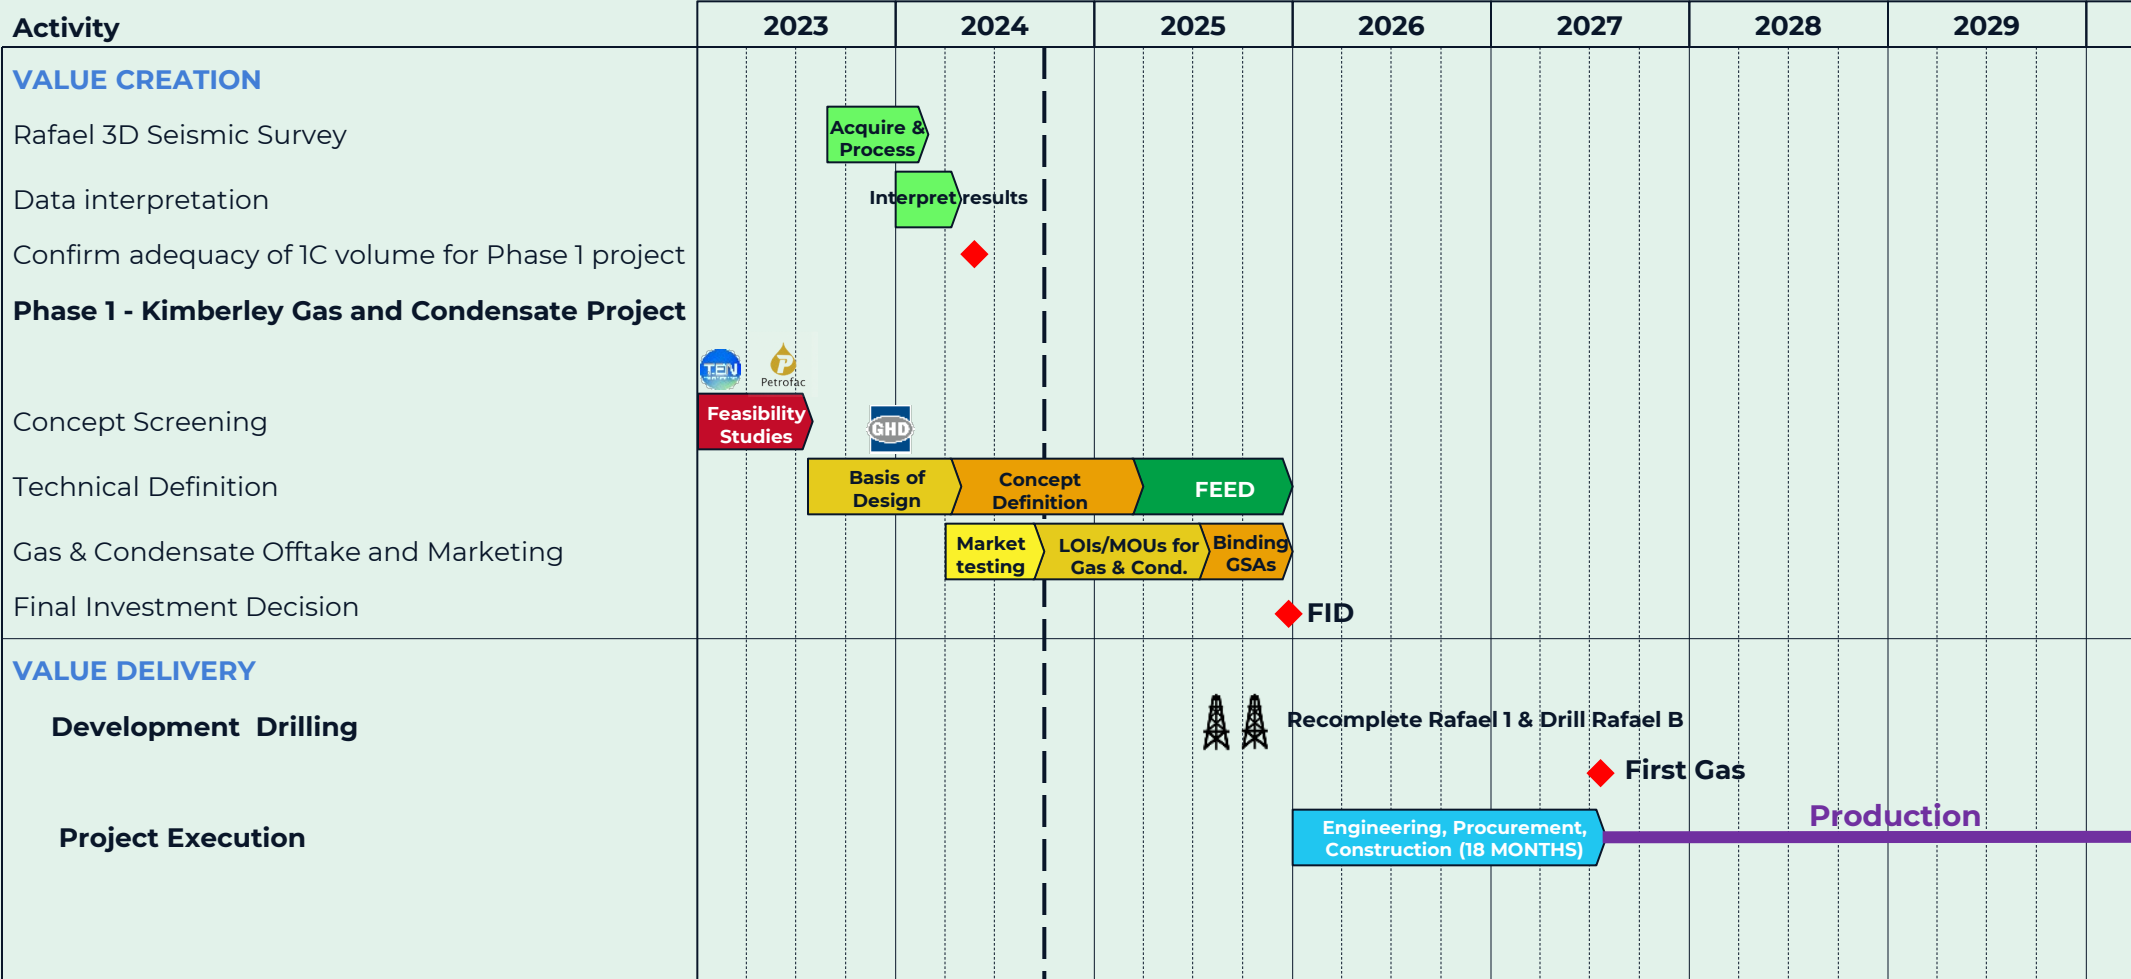 Activity
2023
2024
2025
2026
2027
2028
2029
VALUE CREATION
Rafael 3D Seismic Survey
Acquire &
Process
Data interpretation
Interpret results
Confirm adequacy of 1C volume for Phase 1 project
Phase 1 - Kimberley Gas and Condensate Project
TEN
Petrofac
Concept Screening
Feasibility
Studies
GHD
Technical Definition
Basis of
Design
Concept
Definition
FEED
Gas & Condensate Offtake and Marketing
Market
testing
LOIs/MOUs for
Gas & Cond.
Binding
GSAs
Final Investment Decision
FID
VALUE DELIVERY
Development  Drilling
Recomplete Rafael 1 & Drill Rafael B
First Gas
Production
Project Execution
Engineering, Procurement,
Construction (18 MONTHS)